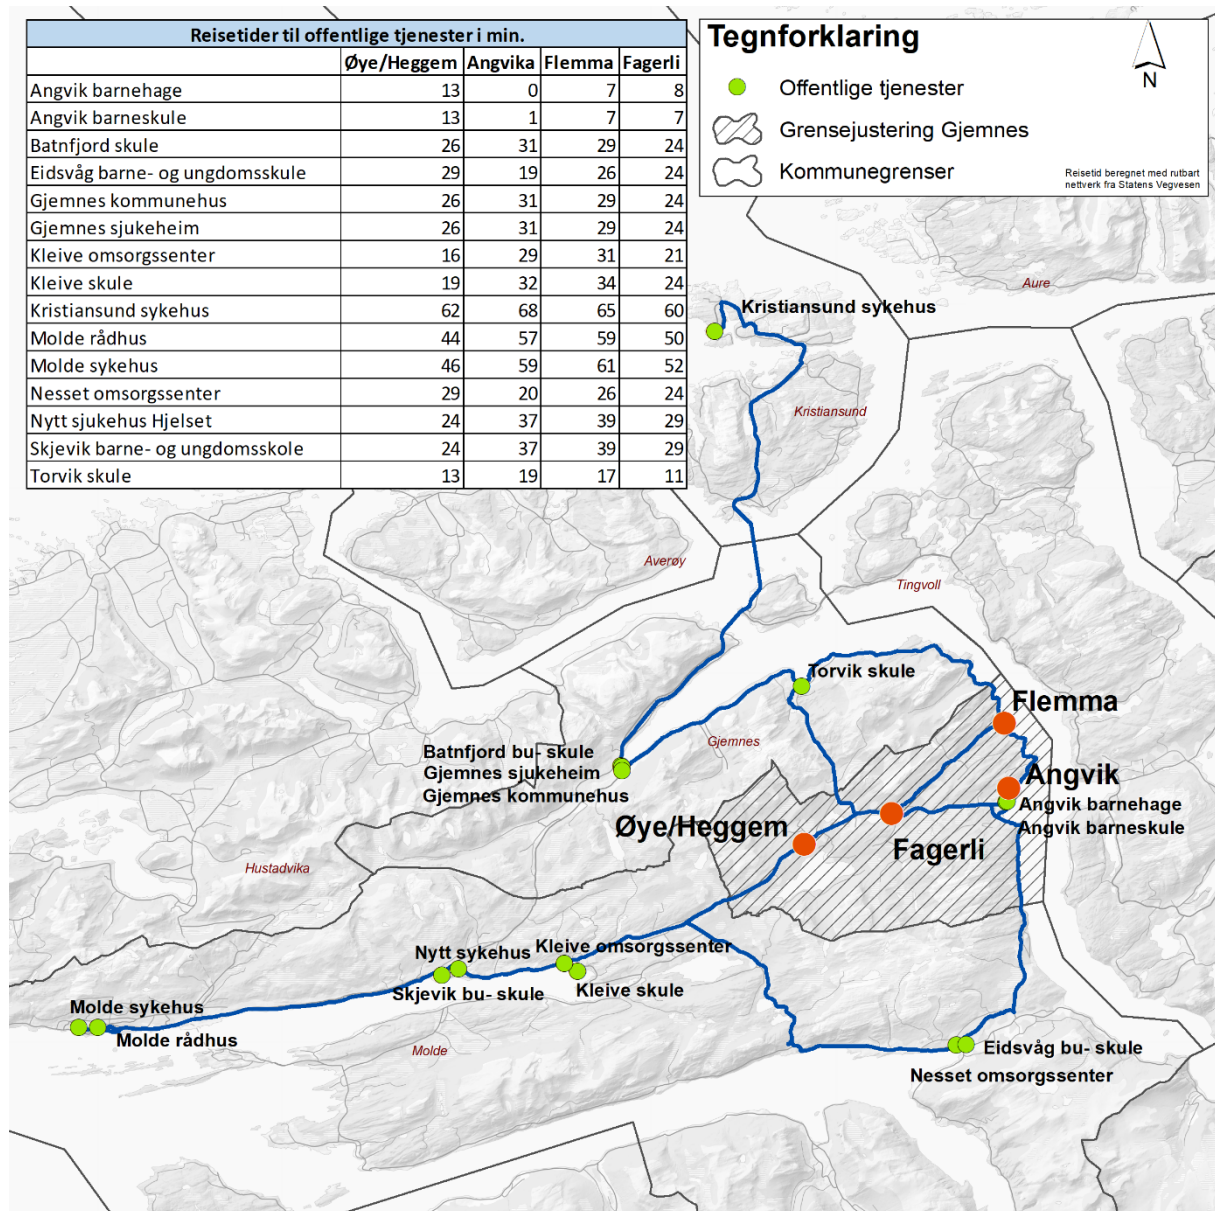 Reisetider til offentlige tjenester i min.
Øye/Heggem Angvika Flemma Fagerli
Angvik barnehage 13 0 7 8
Angvik barneskule 13 1 7 7
Batnfjord skule 26 31 29 24
Eidsvåg barne- og ungdomsskule 29 19 26 24
Gjemnes kommunehus 26 31 29 24
Gjemnes sjukeheim 26 31 29 24
Kleive omsorgssenter 16 29 31 21
Kleive skule 19 32 34 24
Kristiansund sykehus 62 68 65 60
Molde rådhus 44 57 59 50
Molde sykehus 46 59 61 52
Nesset omsorgssenter 29 20 26 24
Nytt sjukehus Hjelset 24 37 39 29
Skjevik barne- og ungdomsskole 24 37 39 29
Torvik skule 13 19 17 11
Tegnforklaring
N
Offentlige tjenester
Grensejustering Gjemnes
Kommunegrenser
Reisetid beregnet med rutbart
nettverk fra Statens Vegvesen
Aure
Kristiansund sykehus
Kristiansund
Averøy
Tingvoll
Torvik skule
Flemma
Gjemnes
Batnfjord bu- skule
Gjemnes sjukeheim
Gjemnes kommunehus
Angvik
Angvik barnehage
Angvik barneskule
Øye/Heggem
Fagerli
Hustadvika
Nytt sykehus
Kleive omsorgssenter
Skjevik bu- skule
Kleive skule
Molde sykehus
Molde rådhus
Molde
Eidsvåg bu- skule
Nesset omsorgssenter